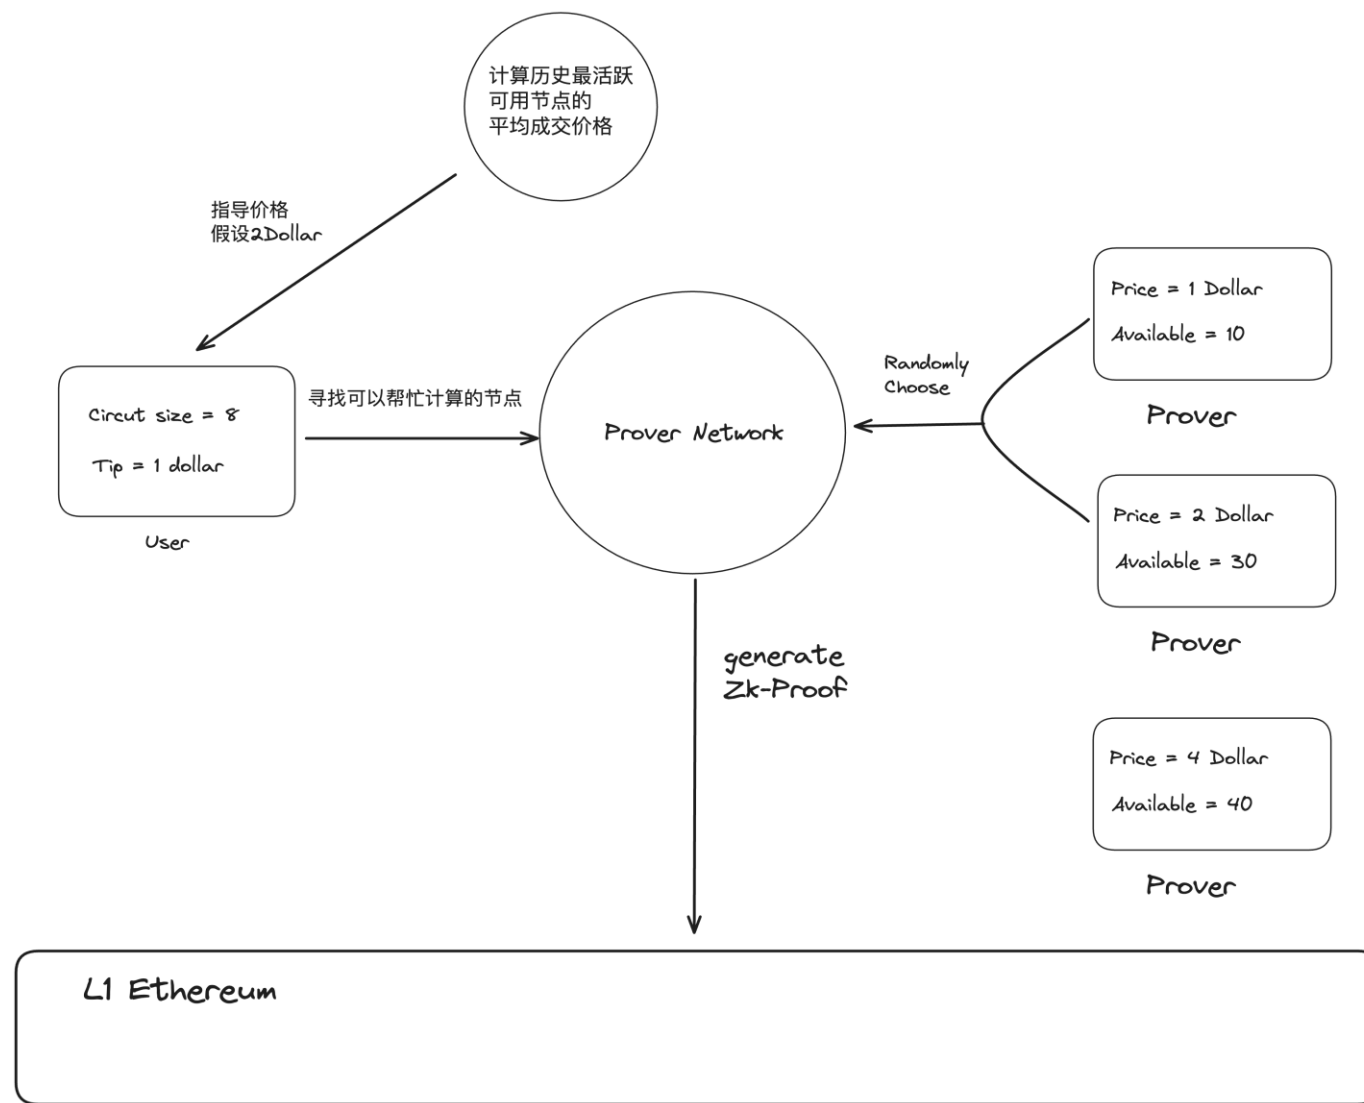 计算历史最活跃
可用节点的
平均成交价格
指导价格
假设2Dollar
Circut size = 8
Tip = 1 dollar
User
寻找可以帮忙计算的节点
Prover Network
Randomly
Choose
Price = 1 Dollar
Available = 10
Prover
Price = 2 Dollar
Available = 30
Prover
Price = 4 Dollar
Available = 40
Prover
generate
Zk-Proof
L1 Ethereum